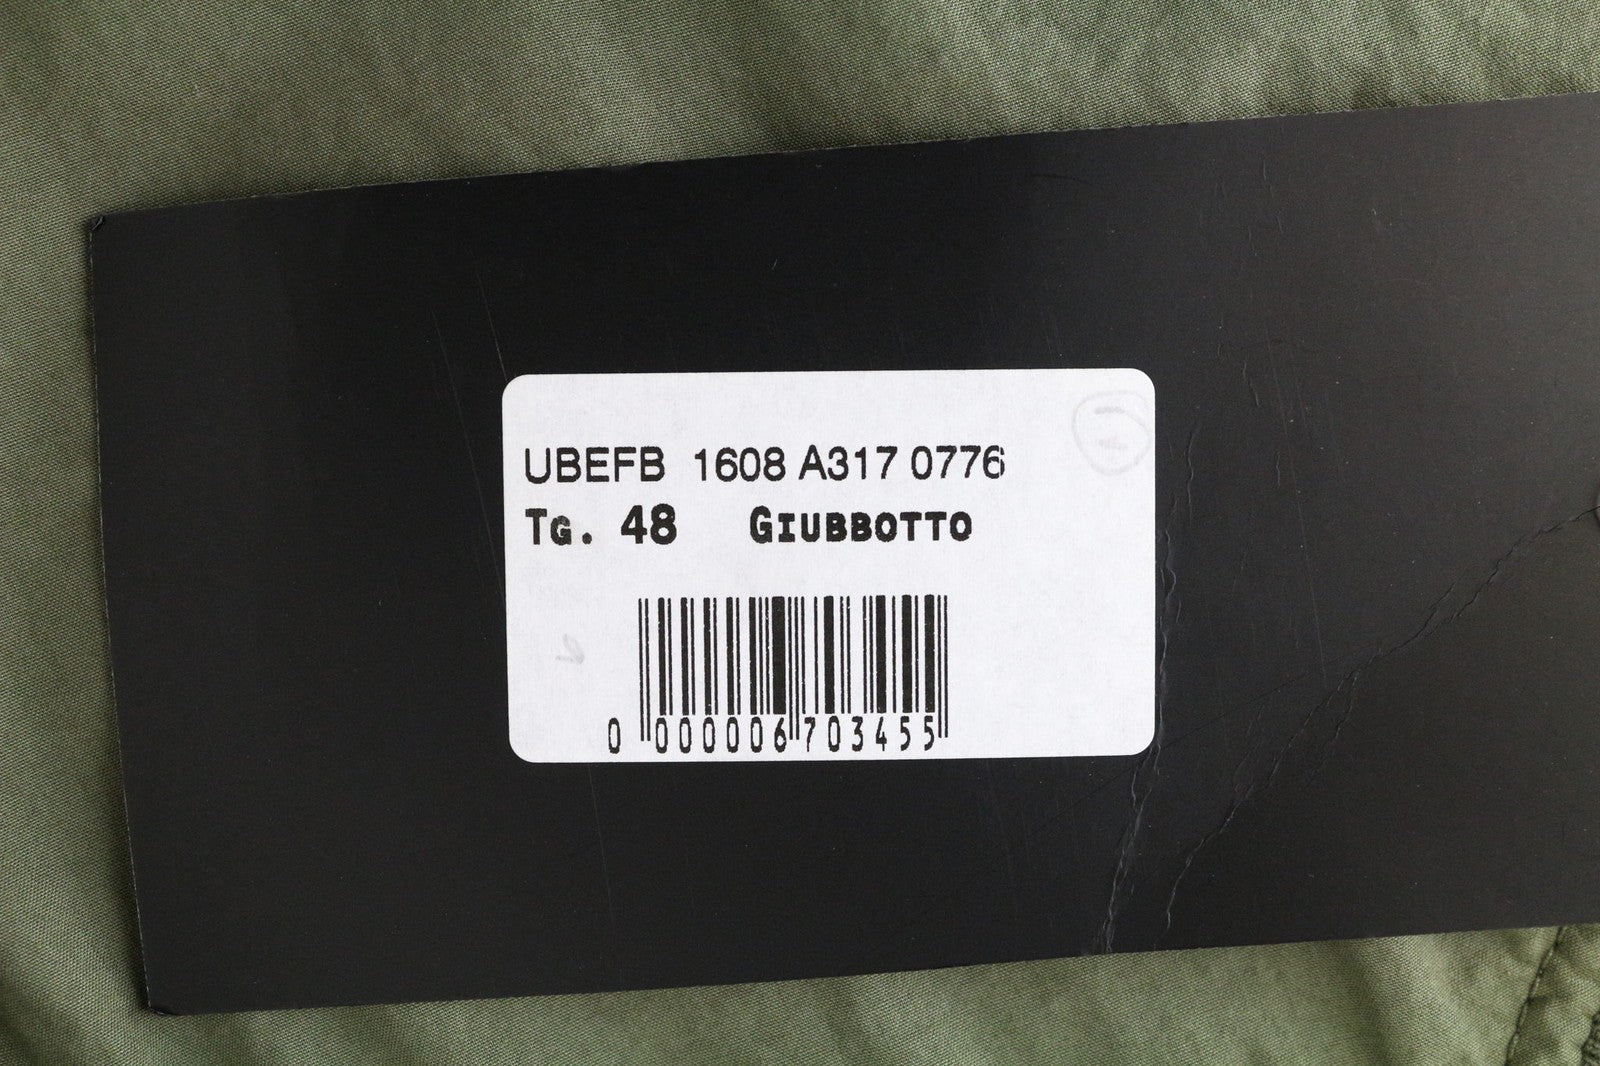 UBEFB 1608 A317 0776
Tg. 48 Giubbotto
0 000006 703455